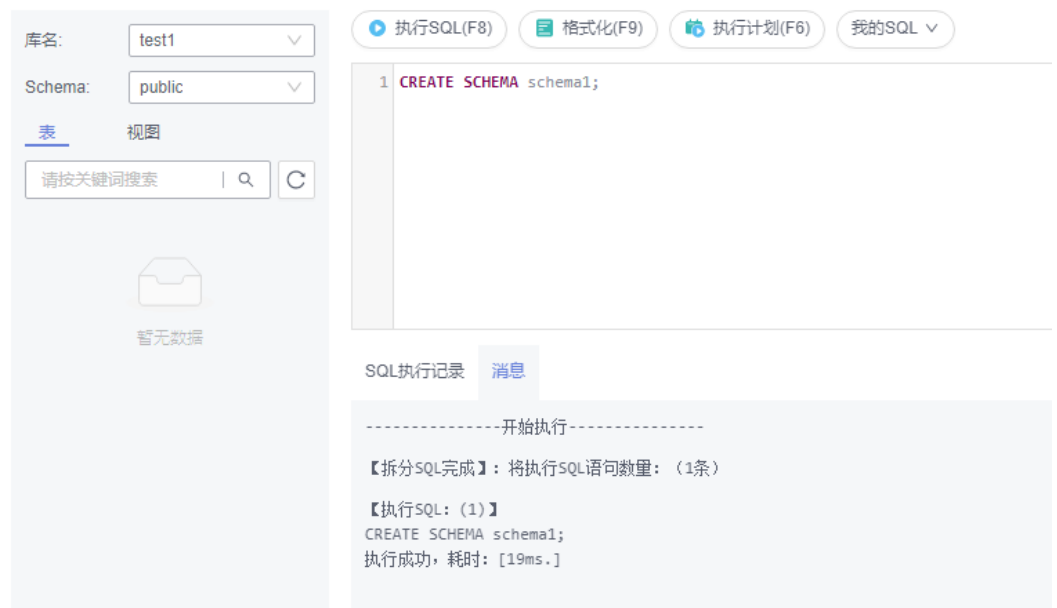 库名:
test1
Schema:
public
表 视图
请按关键词搜索
暂无数据
执行SQL(F8) 格式化(F9) 执行计划(F6) 我的SQL
1 CREATE SCHEMA schema1;
SQL执行记录 消息
---------------开始执行---------------
【拆分SQL完成】：将执行SQL语句数量：（1条）
【执行SQL：(1)】
CREATE SCHEMA schema1;
执行成功，耗时：[19ms.]